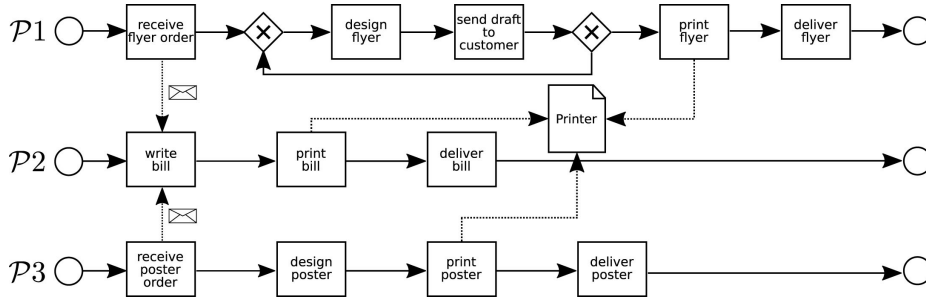 P1
receive
flyer order
design
flyer
send draft
to
customer
print
flyer
deliver
flyer
Printer
P2
write
bill
print
bill
deliver
bill
P3
receive
poster
order
design
poster
print
poster
deliver
poster